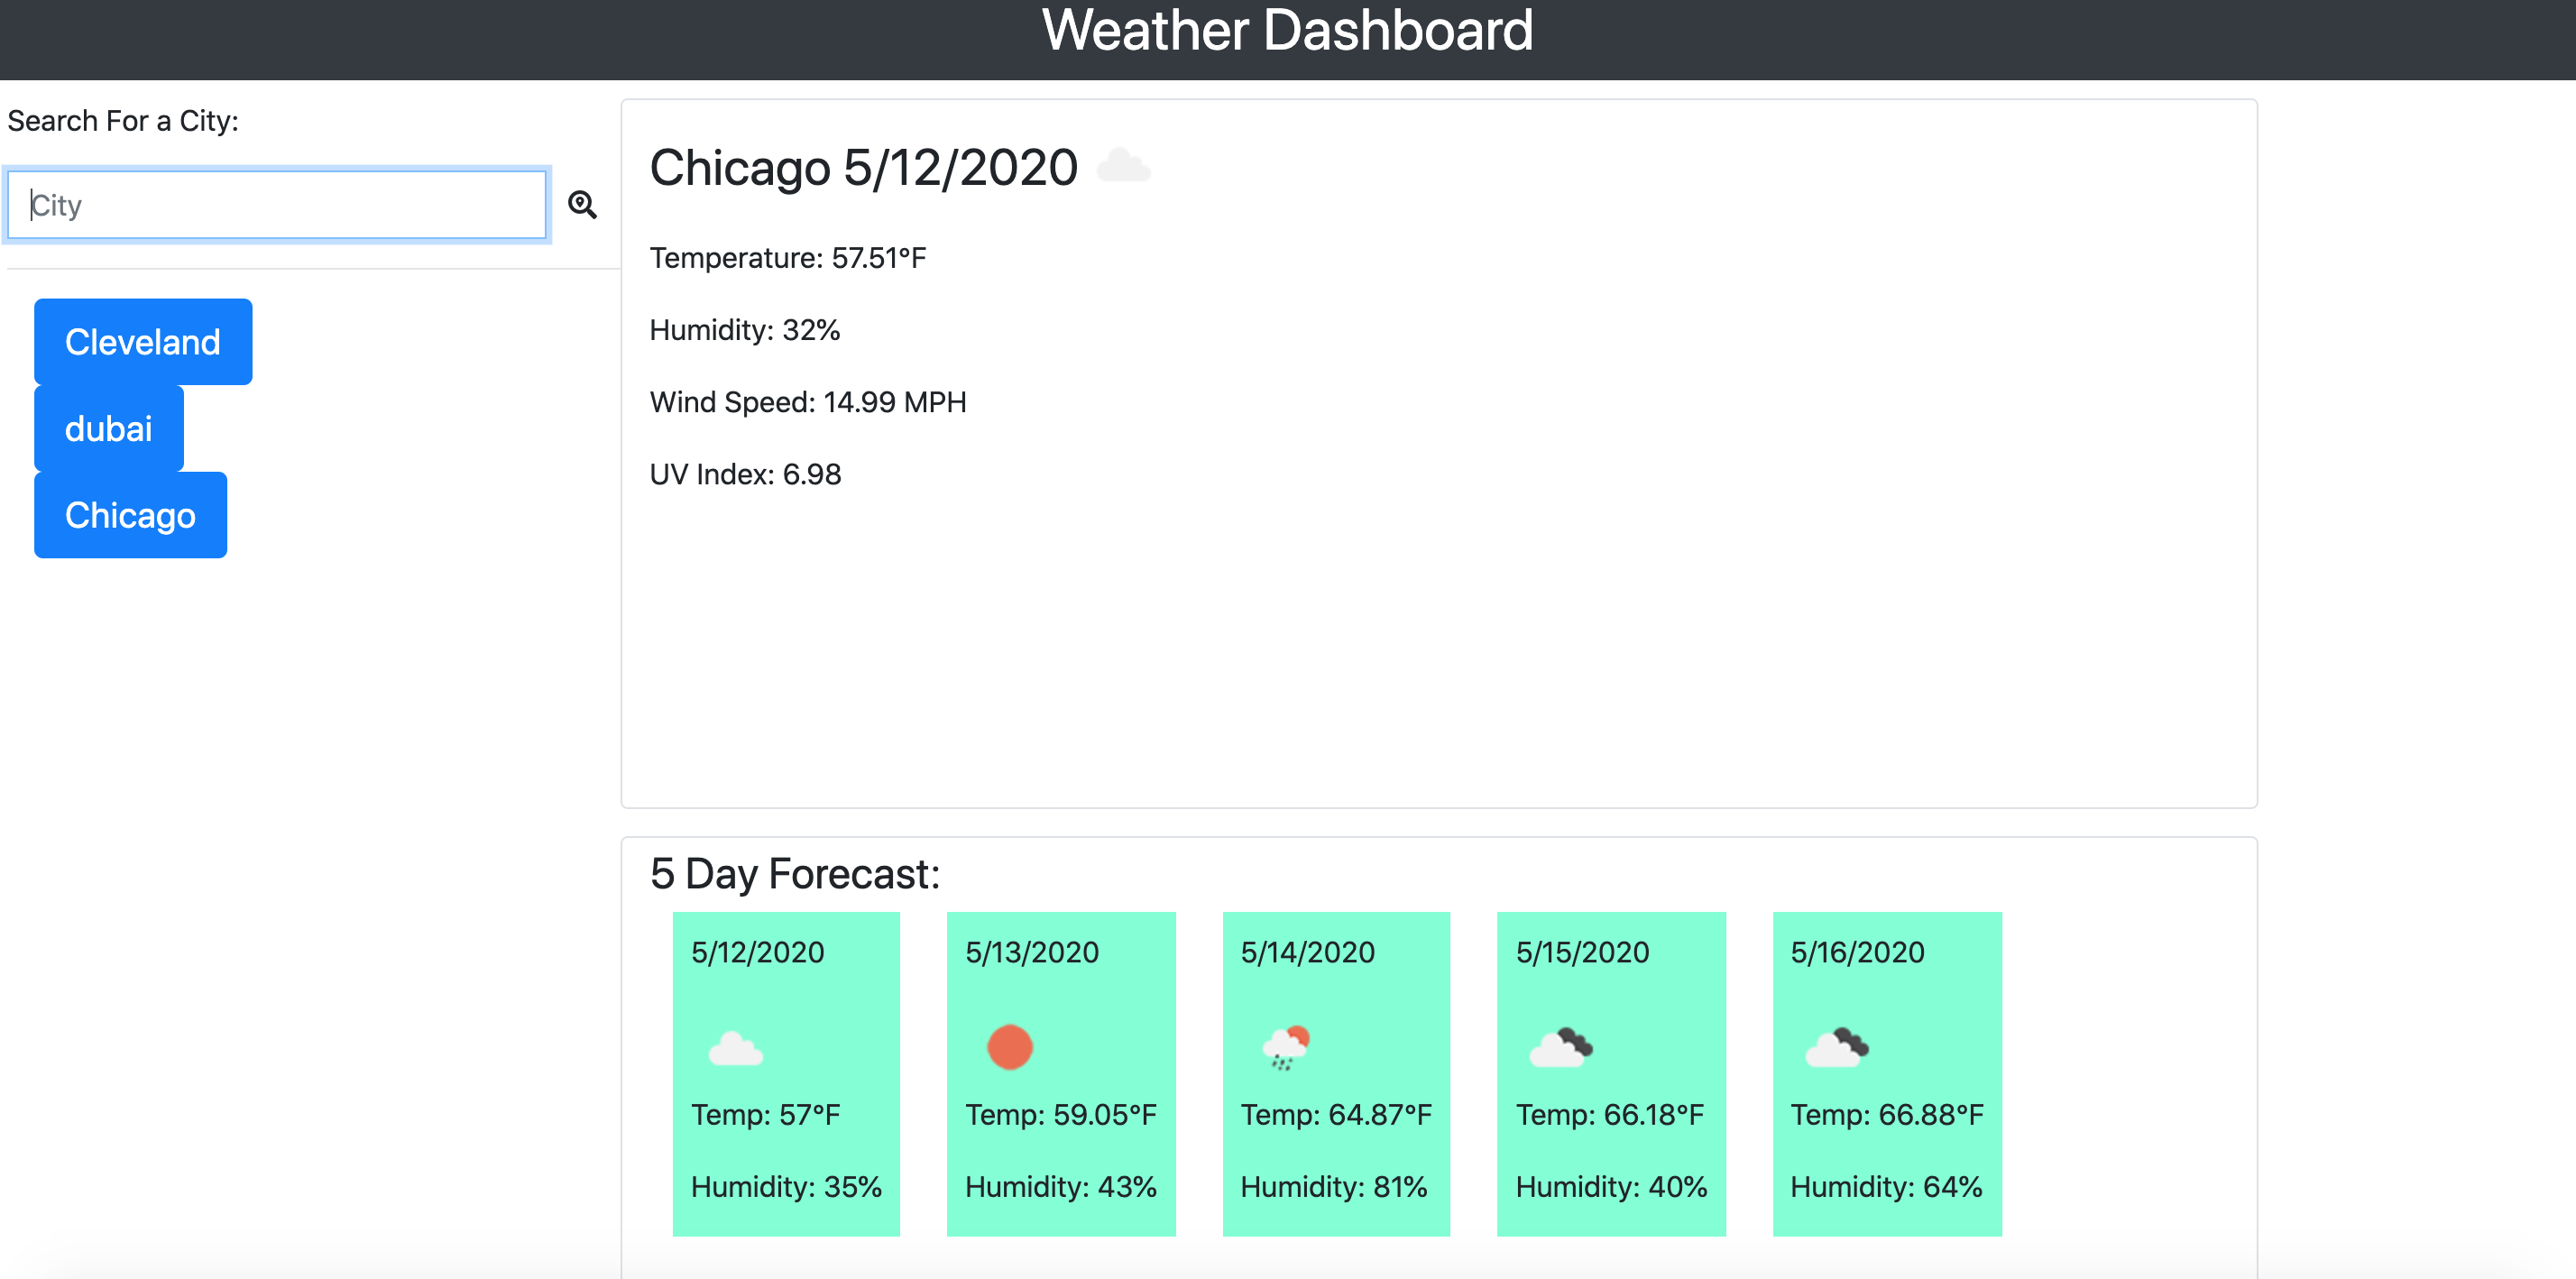 Weather Dashboard
Search For a City:
City
Cleveland
dubai
Chicago
Chicago 5/12/2020
Temperature: 57.51°F
Humidity: 32%
Wind Speed: 14.99 MPH
UV Index: 6.98
5 Day Forecast:
5/12/2020
Temp: 57°F
Humidity: 35%
5/13/2020
Temp: 59.05°F
Humidity: 43%
5/14/2020
Temp: 64.87°F
Humidity: 81%
5/15/2020
Temp: 66.18°F
Humidity: 40%
5/16/2020
Temp: 66.88°F
Humidity: 64%